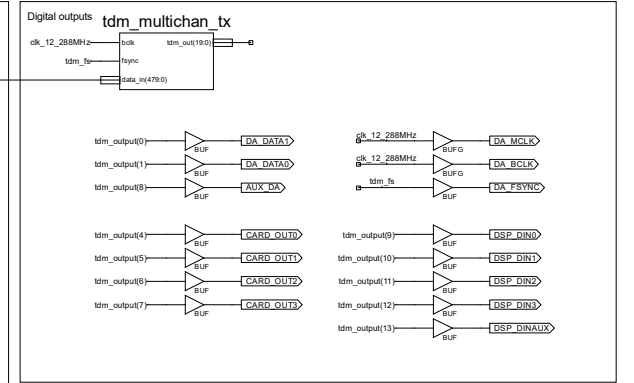 Digital outputs
tdm_multichan_tx
clk_12_288MHz bclk tdm_out(19:0)
tdm_fs fsync
data_in(479:0)
tdm_output(0) BUF DA_DATA1
tdm_output(1) BUF DA_DATA0
tdm_output(8) BUF AUX_DA
clk_12_288MHz BUFG DA_MCLK
clk_12_288MHz BUFG DA_BCLK
tdm_fs BUF DA_FSYNC
tdm_output(4) BUF CARD_OUT0
tdm_output(5) BUF CARD_OUT1
tdm_output(6) BUF CARD_OUT2
tdm_output(7) BUF CARD_OUT3
tdm_output(9) BUF DSP_DIN0
tdm_output(10) BUF DSP_DIN1
tdm_output(11) BUF DSP_DIN2
tdm_output(12) BUF DSP_DIN3
tdm_output(13) BUF DSP_DINAUX